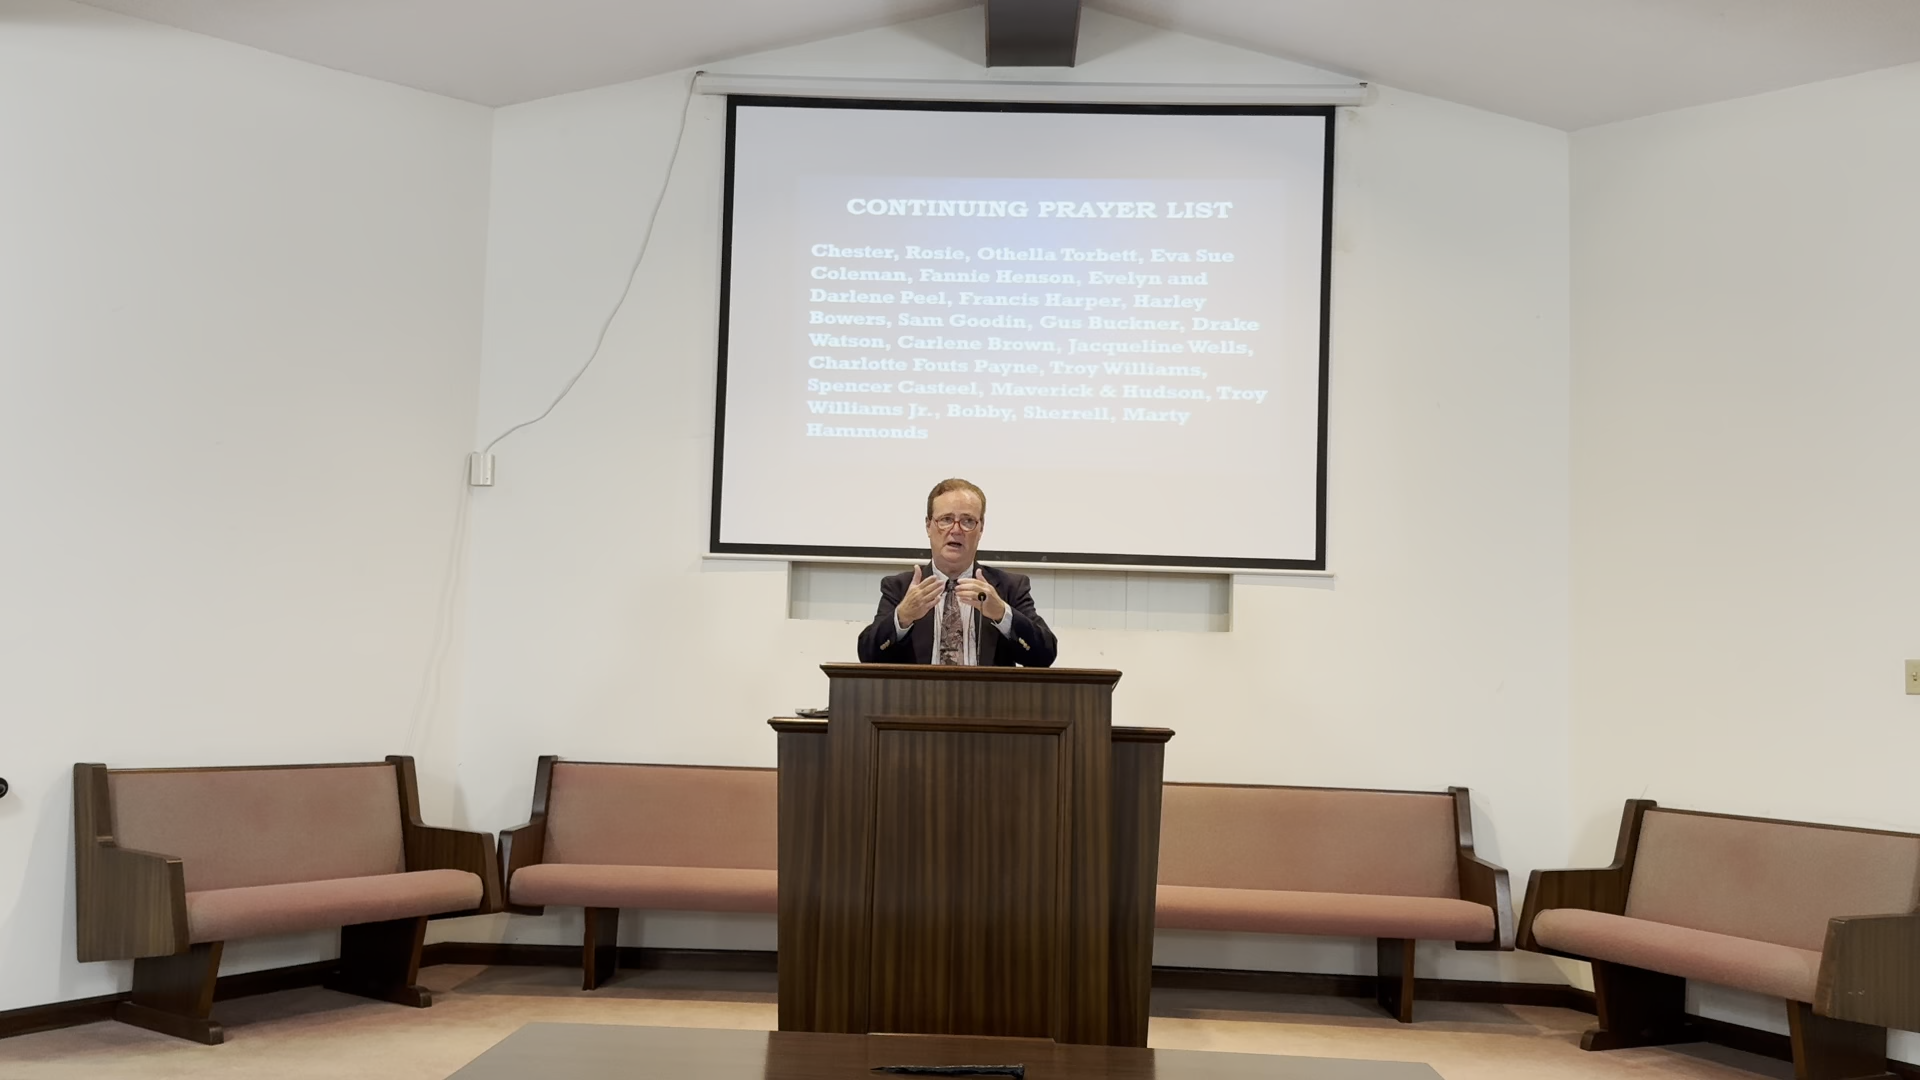 CONTINUING PRAYER LIST
Chester, Rosie, Othella Torbett, Eva Sue
Coleman, Fannie Henson, Evelyn and
Darlene Peel, Francis Harper, Harley
Bowers, Sam Goodin, Gus Buckner, Drake
Watson, Carlene Brown, Jacqueline Wells,
Charlotte Fouts Payne, Troy Williams,
Spencer Casteel, Maverick & Hudson, Troy
Williams Jr., Bobby, Sherrell, Marty
Hammonds